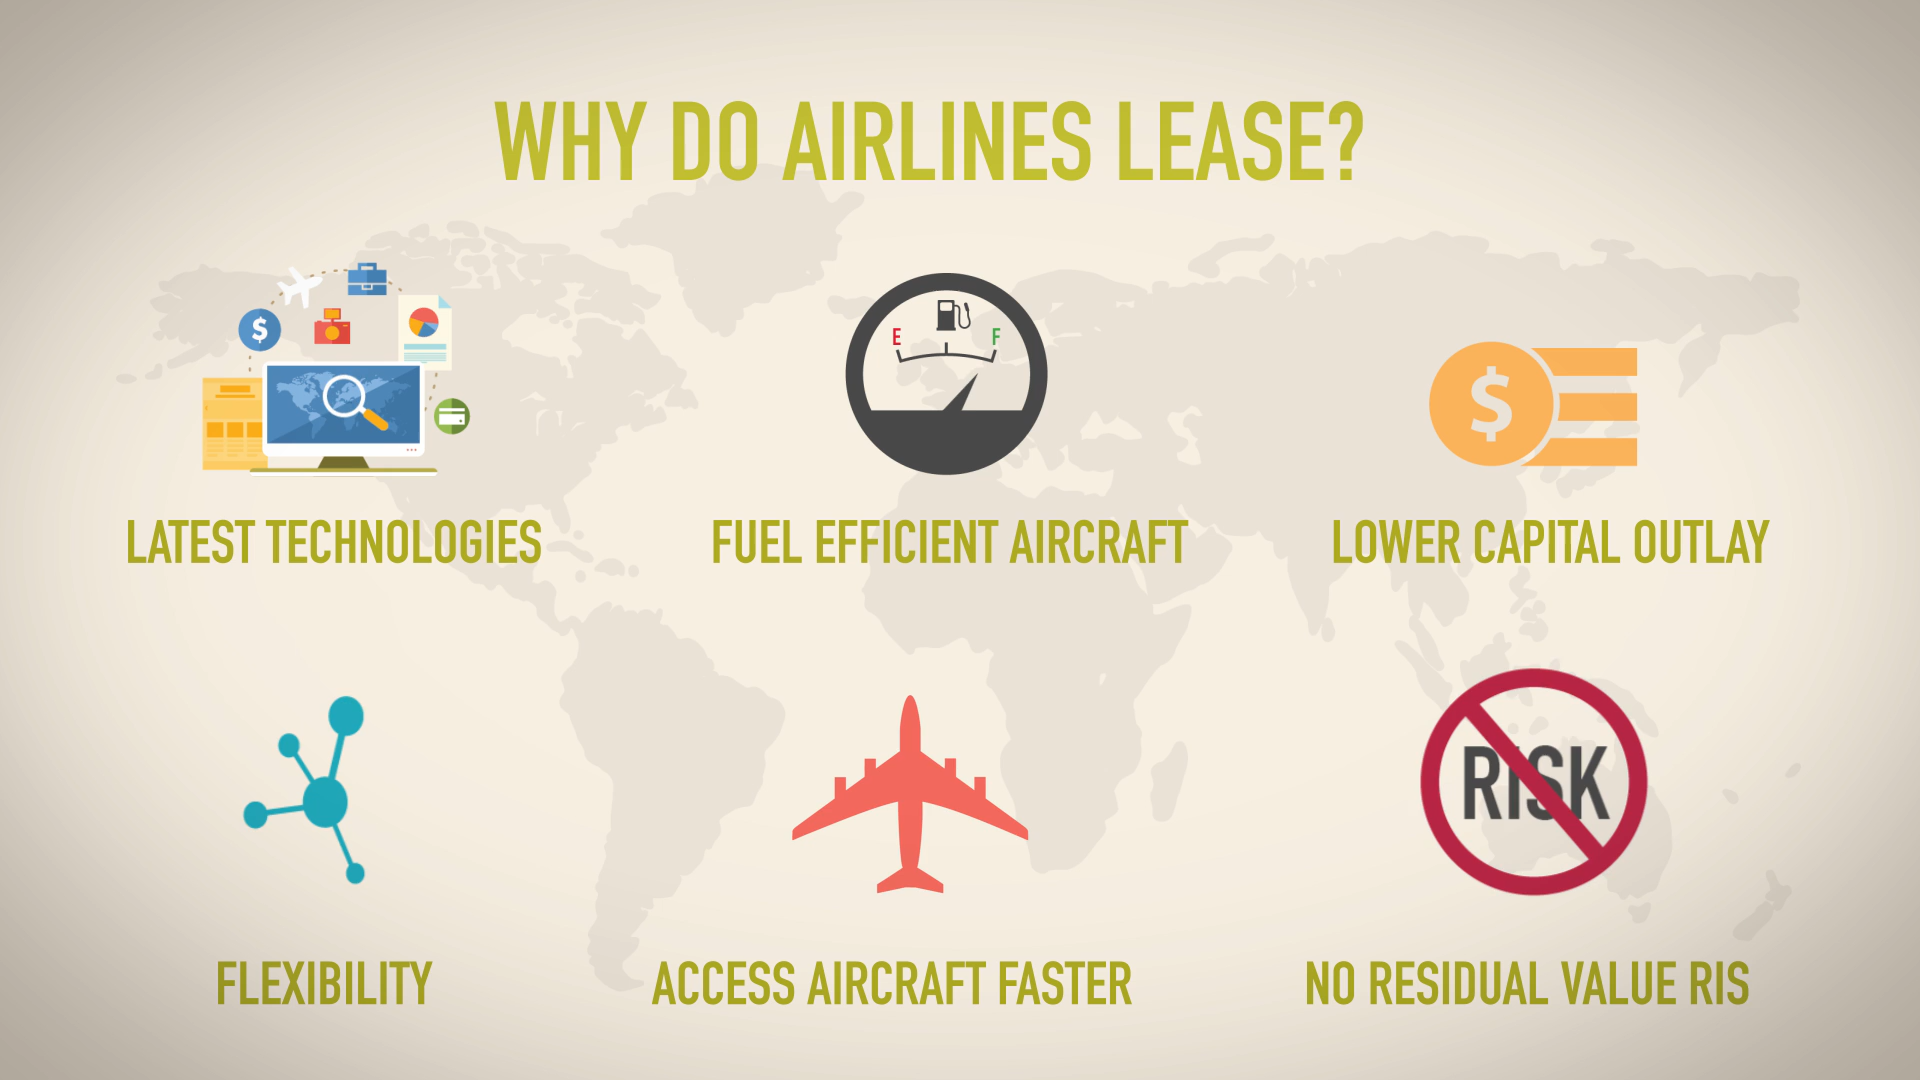 WHY DO AIRLINES LEASE?
$
E F
$
LATEST TECHNOLOGIES
FUEL EFFICIENT AIRCRAFT
LOWER CAPITAL OUTLAY
RISK
FLEXIBILITY
ACCESS AIRCRAFT FASTER
NO RESIDUAL VALUE RIS